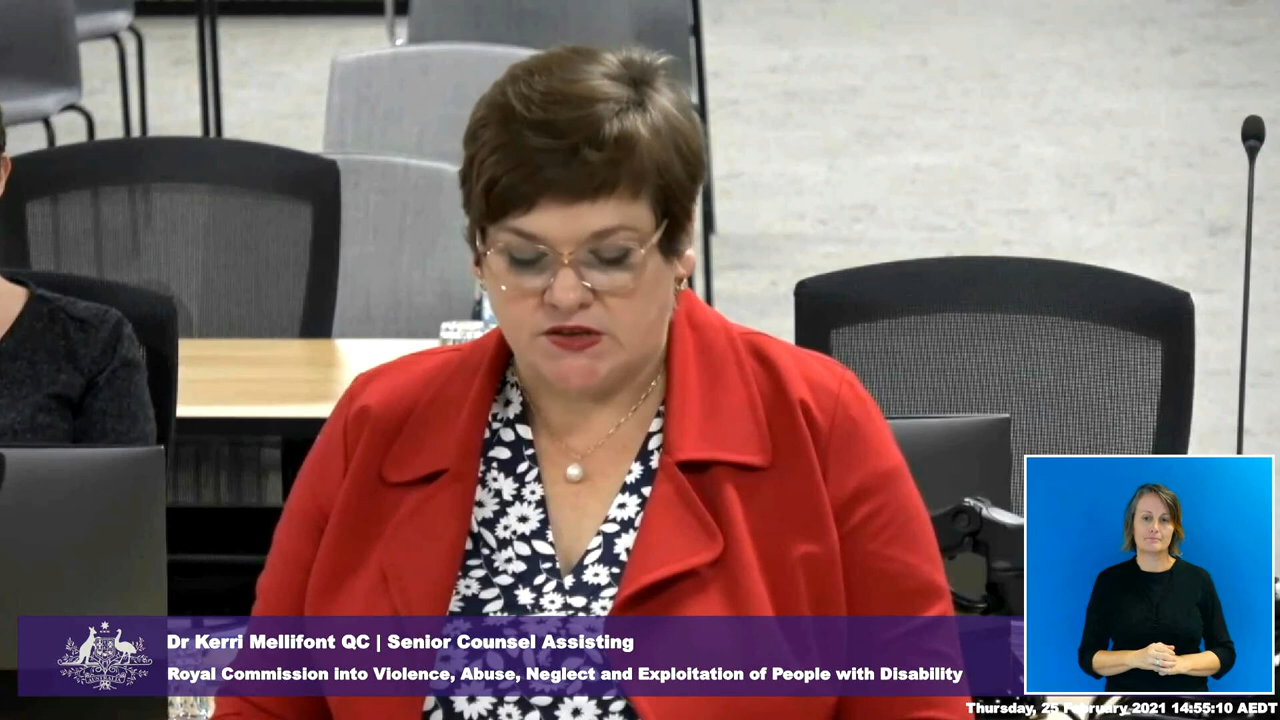 Dr Kerri Mellifont QC | Senior Counsel Assisting
Royal Commission into Violence, Abuse, Neglect and Exploitation of People with Disability
Thursday, 25 February 2021 14:55:10 AEDT